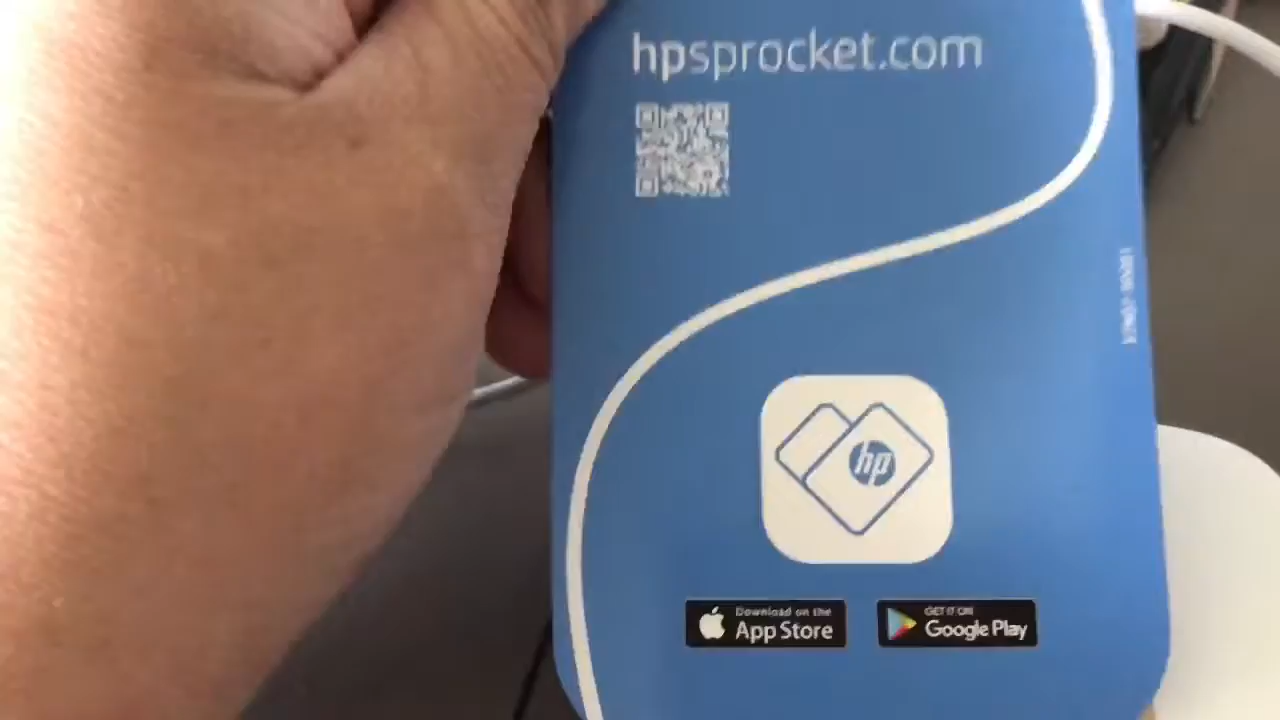 hpsprocket.com
hp
Download on the
App Store
GET IT ON
Google Play